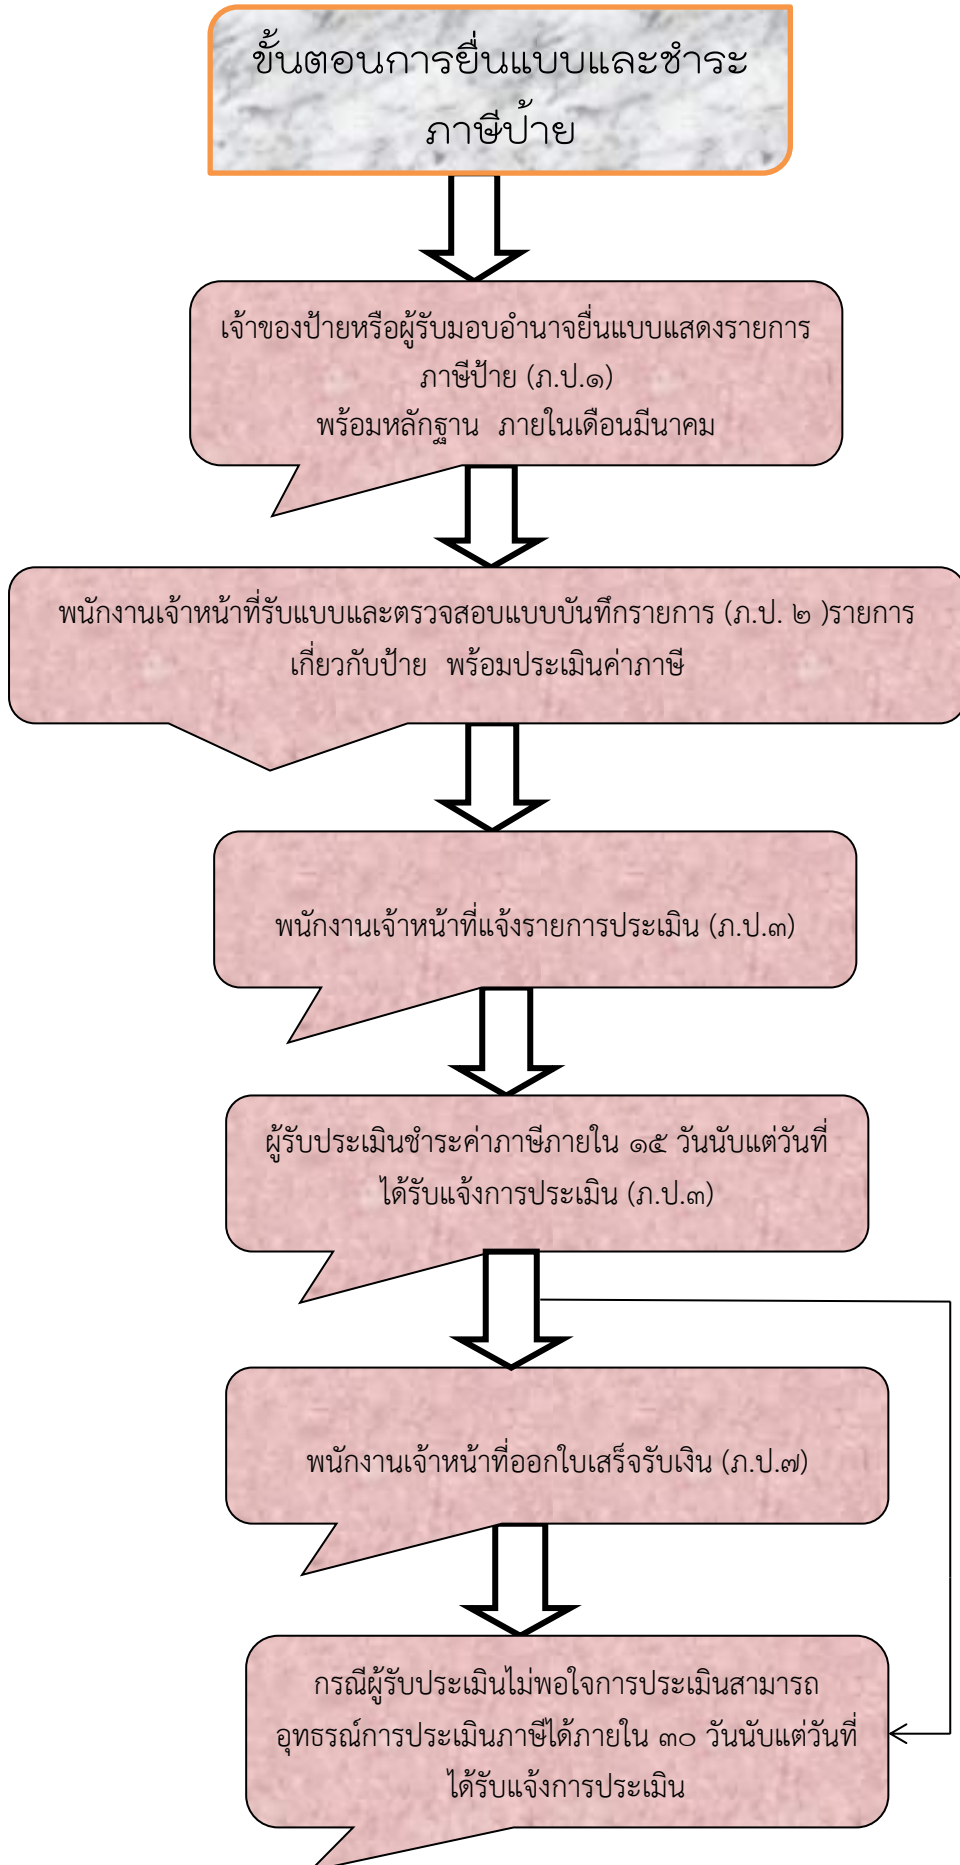 ขั้นตอนการยื่นแบบและชำระ
ภาษีป้าย
เจ้าของป้ายหรือผู้รับมอบอำนาจยื่นแบบแสดงรายการ
ภาษีป้าย (ภ.ป.๑)
พร้อมหลักฐาน ภายในเดือนมีนาคม
พนักงานเจ้าหน้าที่รับแบบและตรวจสอบแบบบันทึกรายการ (ภ.ป. ๒ )รายการ
เกี่ยวกับป้าย พร้อมประเมินค่าภาษี
พนักงานเจ้าหน้าที่แจ้งรายการประเมิน (ภ.ป.๓)
ผู้รับประเมินชำระค่าภาษีภายใน ๑๕ วันนับแต่วันที่
ได้รับแจ้งการประเมิน (ภ.ป.๓)
พนักงานเจ้าหน้าที่ออกใบเสร็จรับเงิน (ภ.ป.๗)
กรณีผู้รับประเมินไม่พอใจการประเมินสามารถ
อุทธรณ์การประเมินภาษีได้ภายใน ๓๐ วันนับแต่วันที่
ได้รับแจ้งการประเมิน